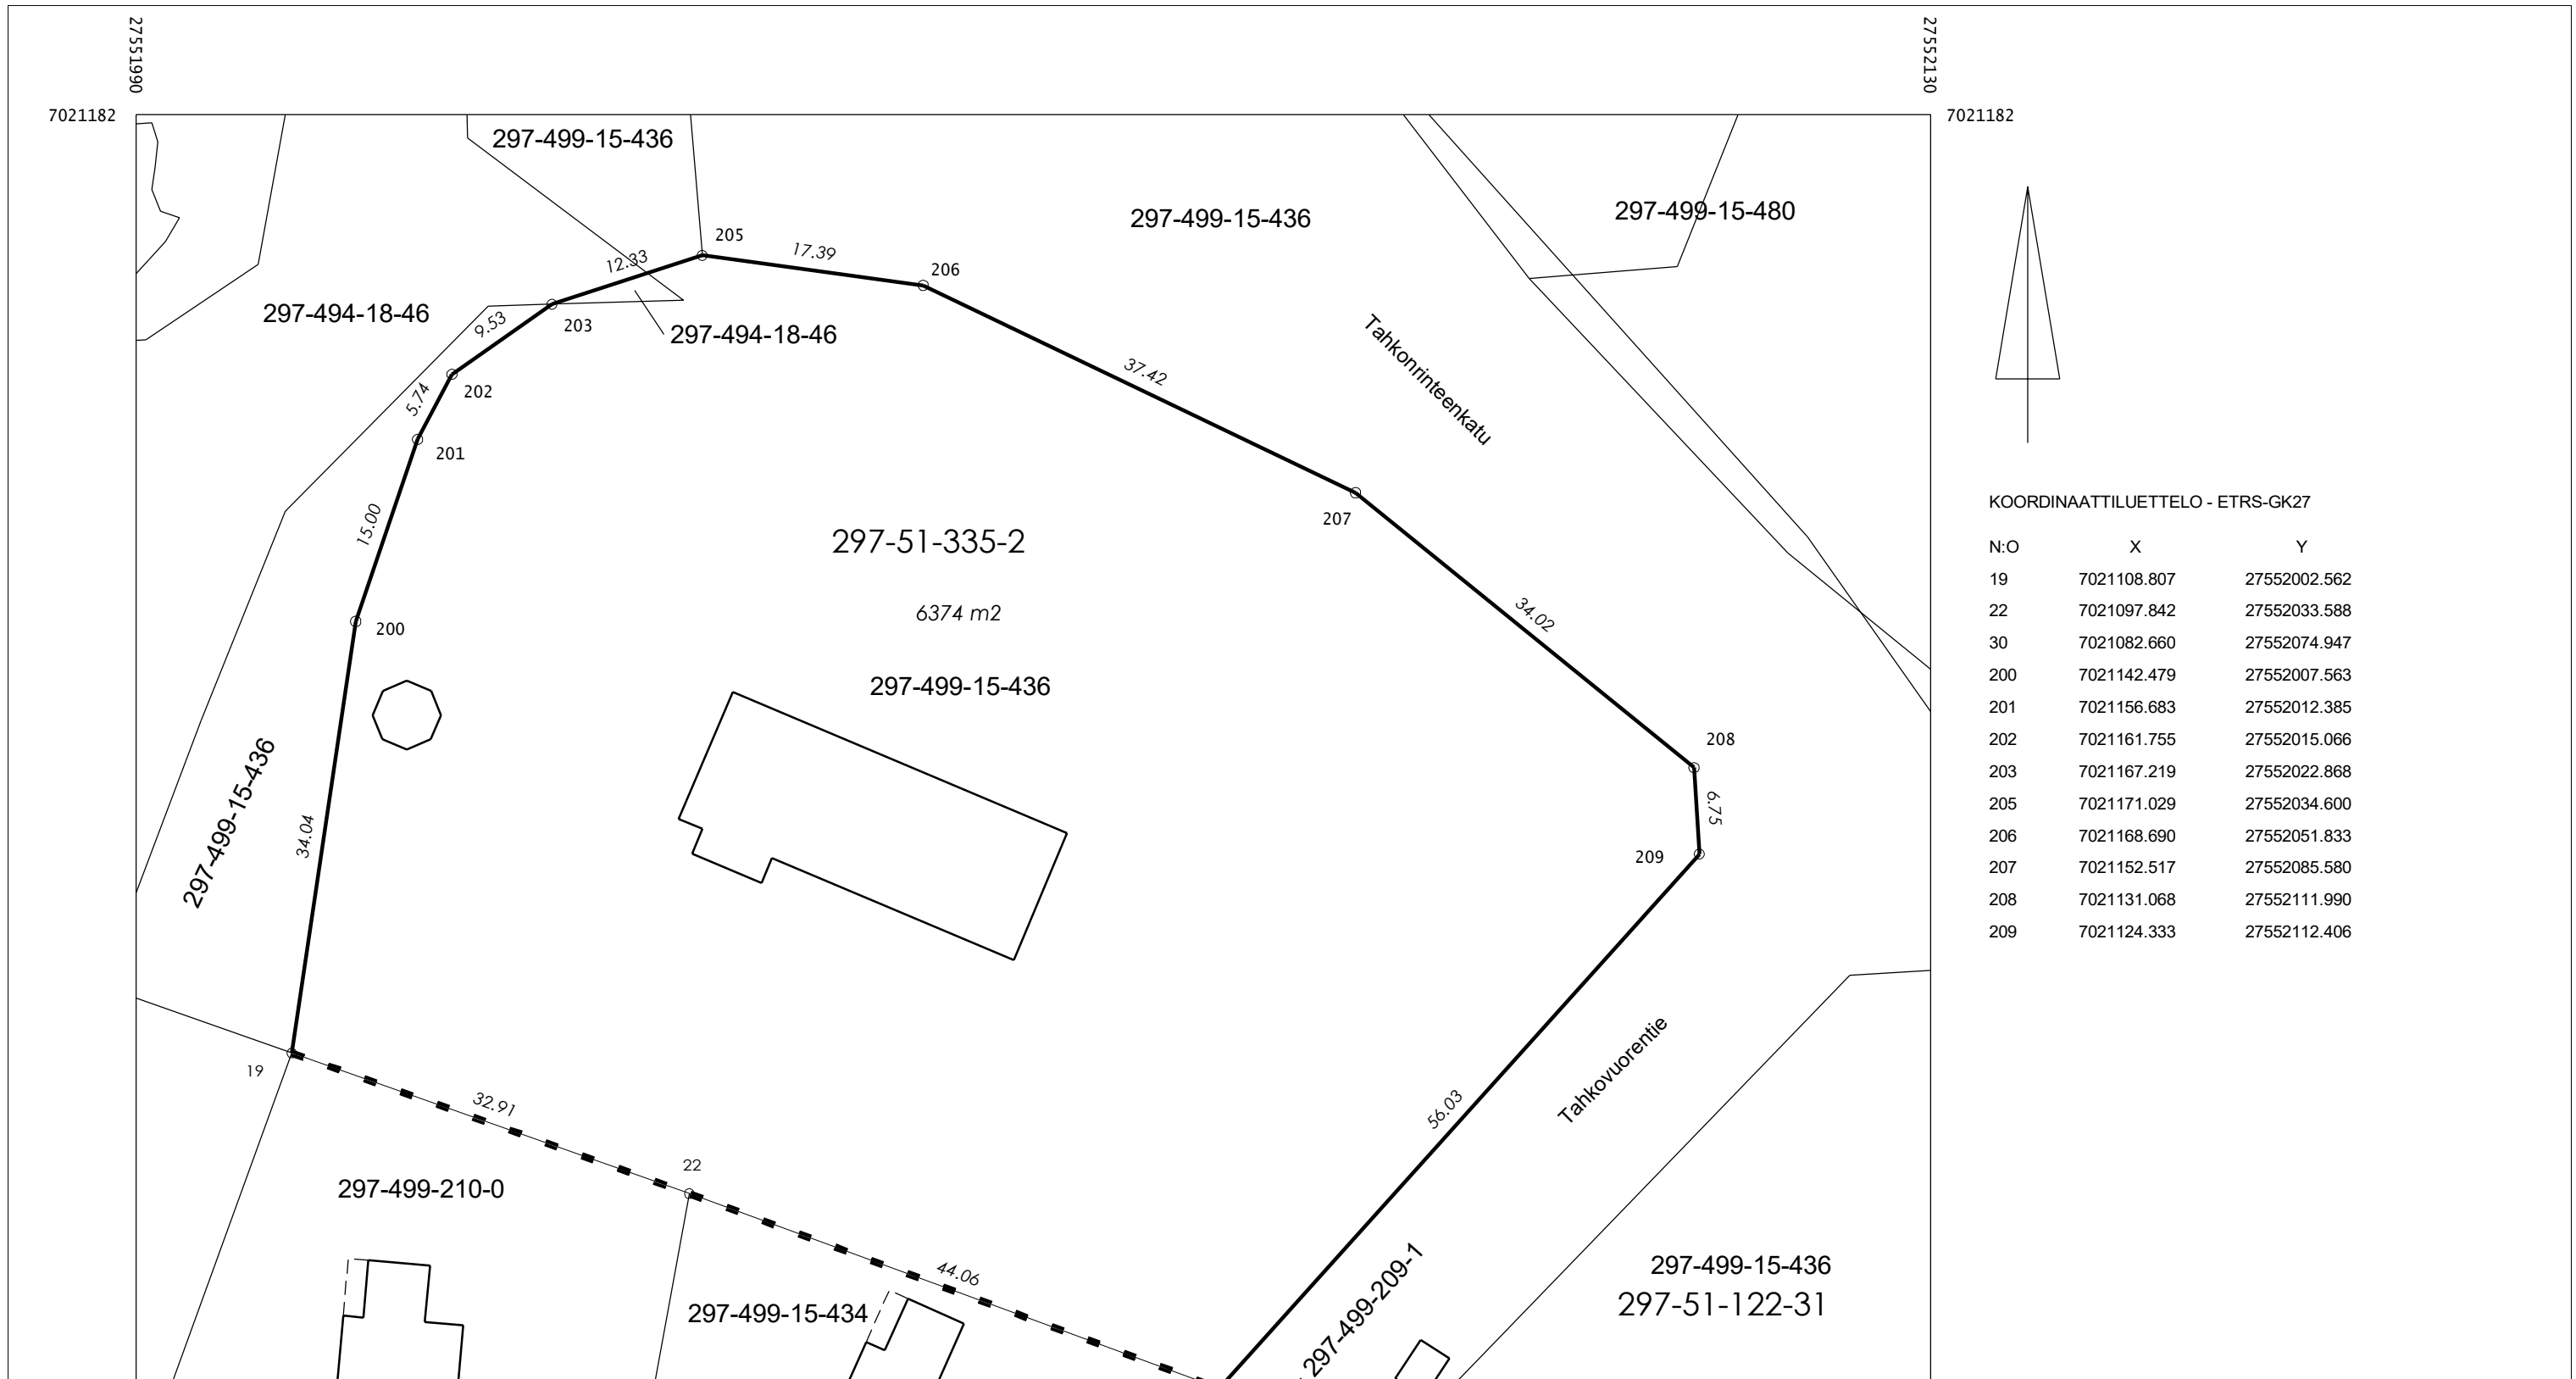 27551990
27552130
7021182
7021182
297-499-15-436
297-499-15-436
297-499-15-480
205
17.39
12.33
206
297-494-18-46
9.53
203
297-494-18-46
Tahkonrinteenkatu
37.42
5.74
202
201
15.00
207
297-51-335-2
6374 m2
200
34.02
297-499-15-436
208
6.75
209
297-499-15-436
34.04
19
32.91
56.03
Tahkovuorentie
22
297-499-210-0
44.06
297-499-15-434
297-499-209-1
297-499-15-436
297-51-122-31
KOORDINAATTILUETTELO - ETRS-GK27
N:O X Y
19 7021108.807 27552002.562
22 7021097.842 27552033.588
30 7021082.660 27552074.947
200 7021142.479 27552007.563
201 7021156.683 27552012.385
202 7021161.755 27552015.066
203 7021167.219 27552022.868
205 7021171.029 27552034.600
206 7021168.690 27552051.833
207 7021152.517 27552085.580
208 7021131.068 27552111.990
209 7021124.333 27552112.406